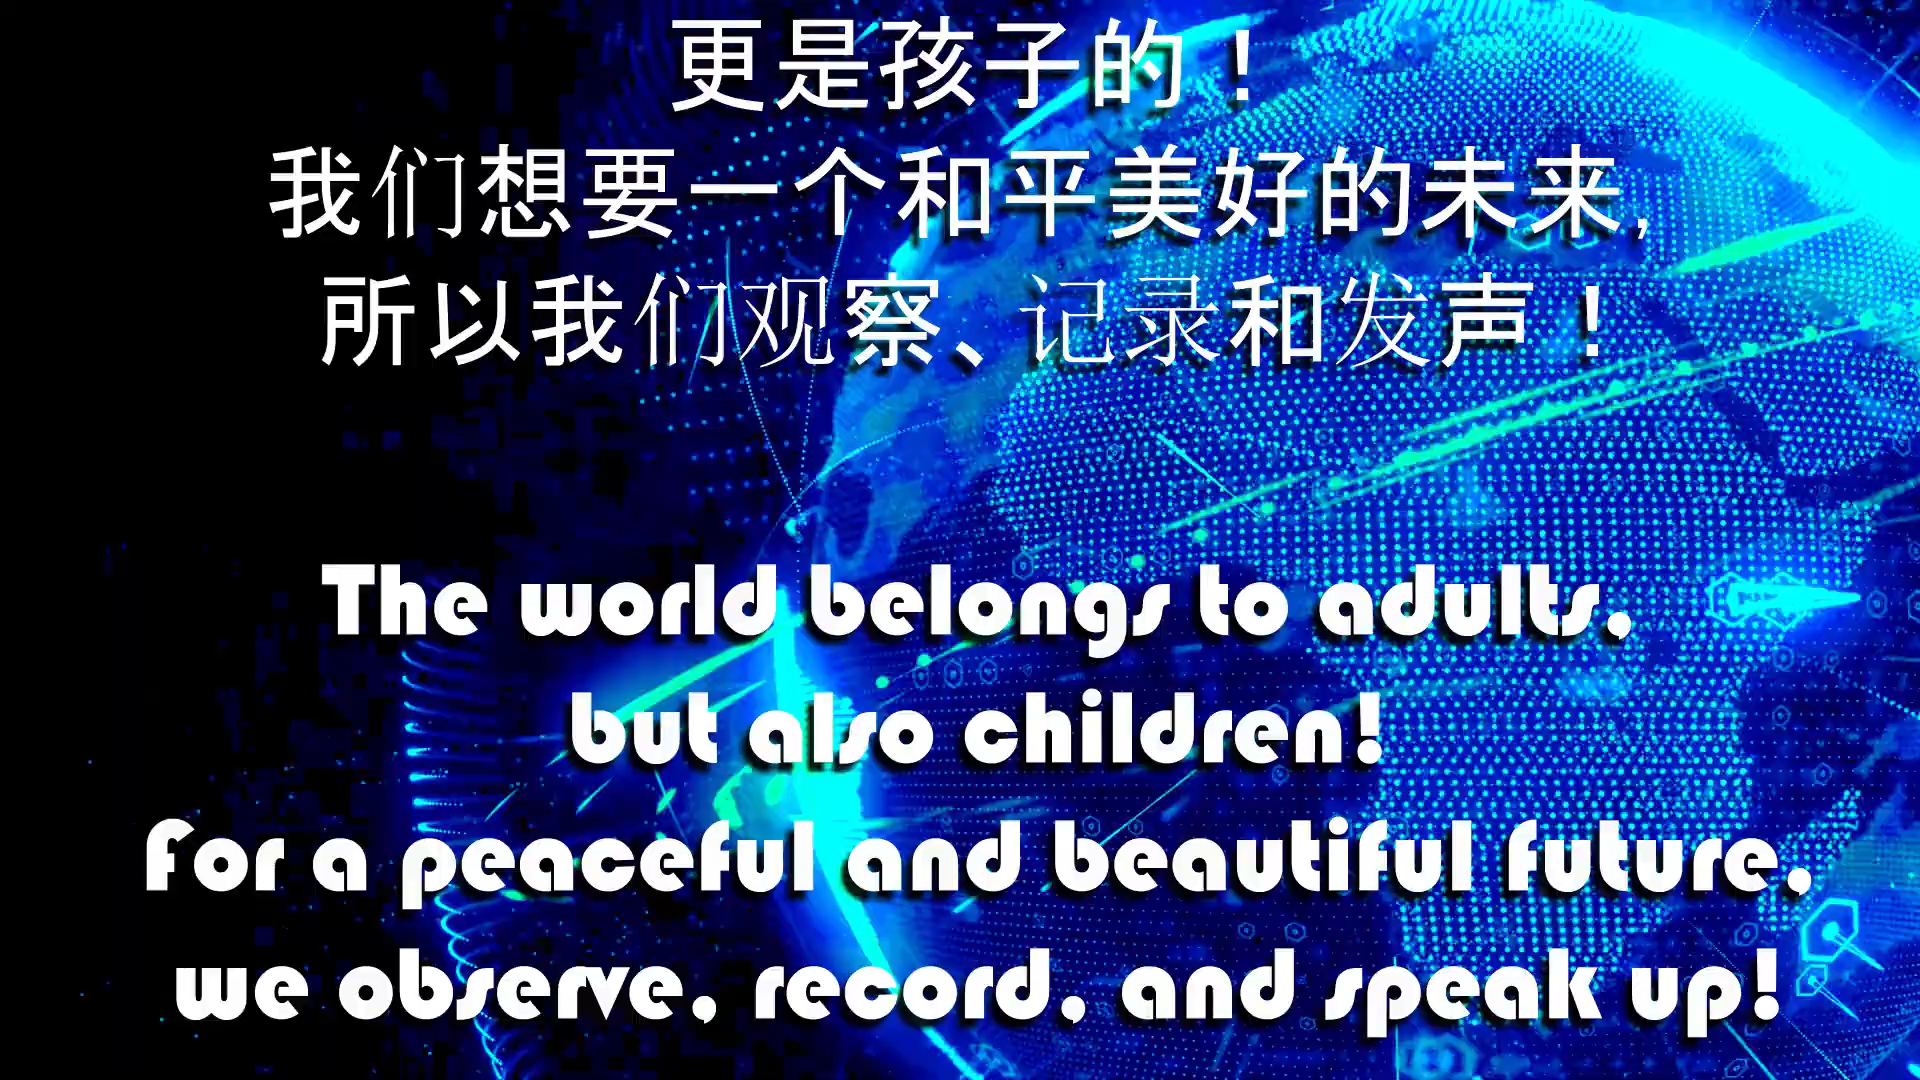 更是孩子的！
我们想要一个和平美好的未来,
所以我们观察、记录和发声！
The world belongs to adults,
but also children!
For a peaceful and beautiful future,
we observe, record, and speak up!